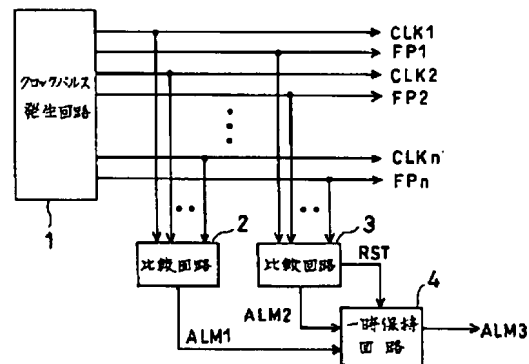 CLK1
FP1
CLK2
FP2
クロックパルス
発生回路
CLKn
FPn
1
2
3
比較回路
比較回路
RST
4
ALM2
一時保持
回路
ALM3
ALM1